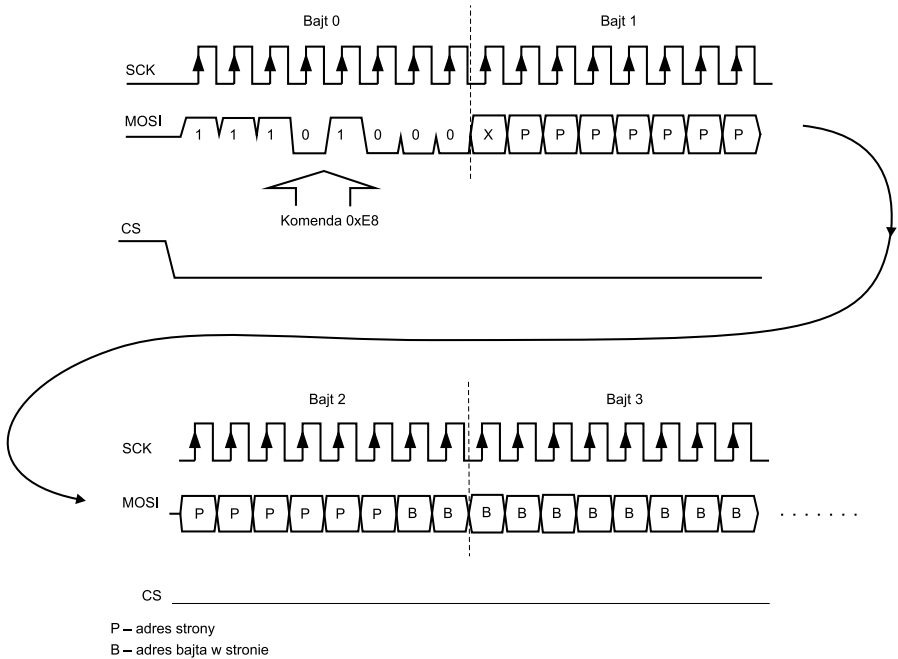 Bajt 0 Bajt 1
SCK
MOSI 1 1 1 0 1 0 0 0 X P P P P P P P
Komenda 0xE8
CS
Bajt 2 Bajt 3
SCK
MOSI P P P P P P B B B B B B B B B B . . . . . . .
CS
P – adres strony
B – adres bajta w stronie